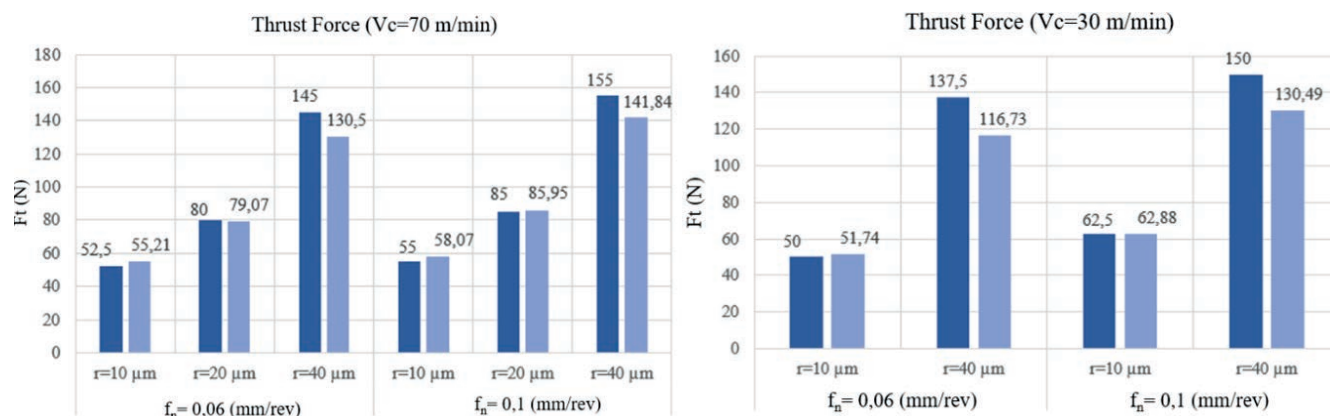 Thrust Force (Vc=70 m/min)
180
160
140
120
100
80
60
40
20
0
Ft (N)
52,5
55,21
80
79,07
145
130,5
55
58,07
85
85,95
155
141,84
r=10 µm
r=20 µm
r=40 µm
r=10 µm
r=20 µm
r=40 µm
fn= 0,06 (mm/rev)
fn= 0,1 (mm/rev)
Thrust Force (Vc=30 m/min)
160
140
120
100
80
60
40
20
0
Ft (N)
50
51,74
137,5
116,73
62,5
62,88
150
130,49
r=10 µm
r=40 µm
r=10 µm
r=40 µm
fn= 0,06 (mm/rev)
fn= 0,1 (mm/rev)